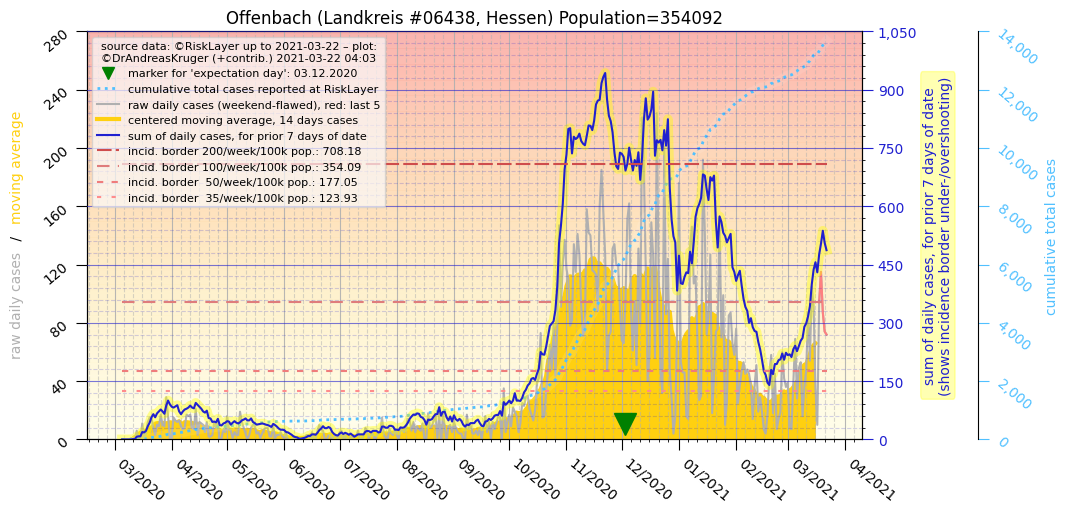 Offenbach (Landkreis #06438, Hessen) Population=354092
source data: ©RiskLayer up to 2021-03-22 – plot:
©DrAndreasKruger (+contrib.) 2021-03-22 04:03
marker for 'expectation day': 03.12.2020
cumulative total cases reported at RiskLayer
raw daily cases (weekend-flawed), red: last 5
centered moving average, 14 days cases
sum of daily cases, for prior 7 days of date
incid. border 200/week/100k pop.: 708.18
incid. border 100/week/100k pop.: 354.09
incid. border  50/week/100k pop.: 177.05
incid. border  35/week/100k pop.: 123.93
raw daily cases  /  moving average
280
240
200
160
120
80
40
0
03/2020
04/2020
05/2020
06/2020
07/2020
08/2020
09/2020
10/2020
11/2020
12/2020
01/2021
02/2021
03/2021
04/2021
1,050
900
750
600
450
300
150
0
sum of daily cases, for prior 7 days of date
(shows incidence border under-/overshooting)
14,000
12,000
10,000
8,000
6,000
4,000
2,000
0
cumulative total cases